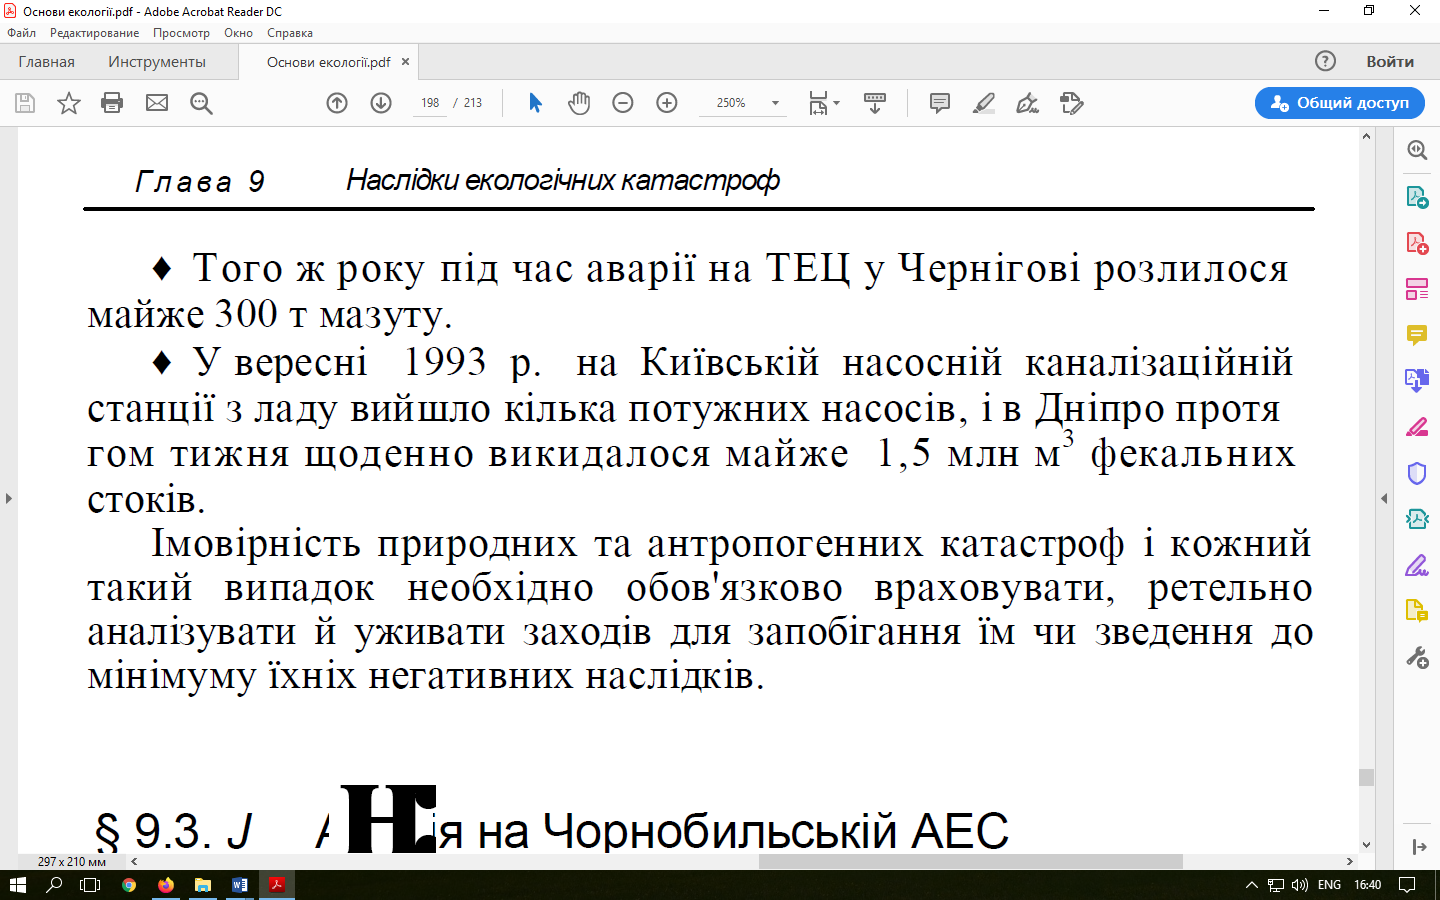 Основи екології.pdf - Adobe Acrobat Reader DC
Файл Редактирование Просмотр Окно Справка
Главная Инструменты Основи екології.pdf × Войти
198 / 213 250% Общий доступ
Глава 9 Наслідки екологічних катастроф
♦ Того ж року під час аварії на ТЕЦ у Чернігові розлилося
майже 300 т мазуту.
♦ У вересні 1993 р. на Київській насосній каналізаційній
станції з ладу вийшло кілька потужних насосів, і в Дніпро протя
гом тижня щоденно викидалося майже 1,5 млн м³ фекальних
стоків.
Імовірність природних та антропогенних катастроф і кожний
такий випадок необхідно обов'язково враховувати, ретельно
аналізувати й уживати заходів для запобігання їм чи зведення до
мінімуму їхніх негативних наслідків.
§ 9.3. J на Чорнобильській АЕС
297 x 210 мм
ENG 16:40